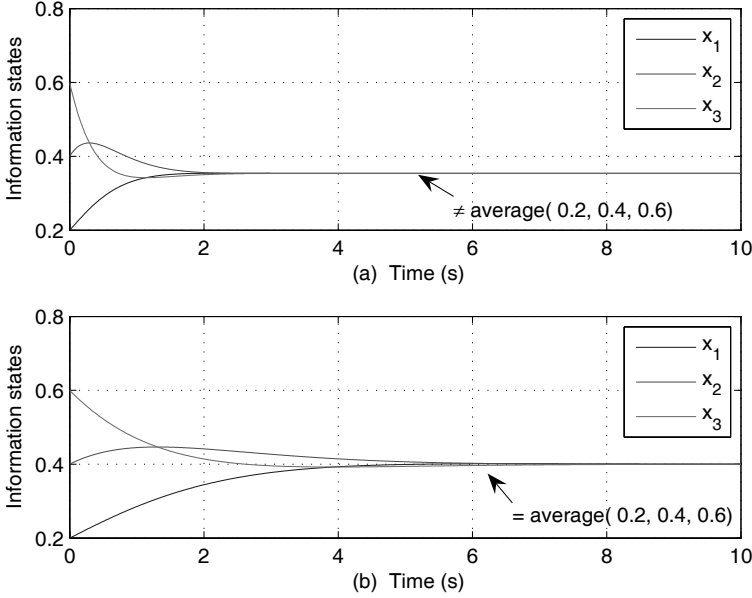 0.8
0.6
0.4
0.2
Information states
x1
x2
x3
≠ average( 0.2, 0.4, 0.6)
0 2 4 6 8 10
(a) Time (s)
0.8
0.6
0.4
0.2
Information states
x1
x2
x3
= average( 0.2, 0.4, 0.6)
0 2 4 6 8 10
(b) Time (s)